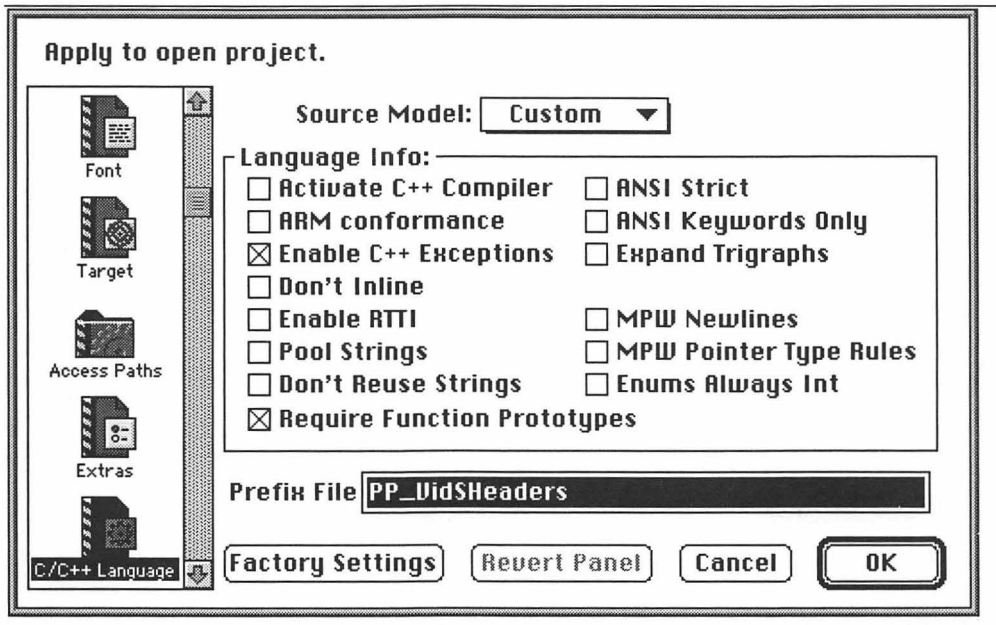 Apply to open project.
Font
Target
Access Paths
Extras
C/C++ Language
Source Model: Custom
Language Info:
Activate C++ Compiler
ANSI Strict
ARM conformance
ANSI Keywords Only
Enable C++ Exceptions
Expand Trigraphs
Don't Inline
Enable RTTI
MPW Newlines
Pool Strings
MPW Pointer Type Rules
Don't Reuse Strings
Enums Always Int
Require Function Prototypes
Prefix File PP_VidSHeaders
Factory Settings
Revert Panel
Cancel
OK